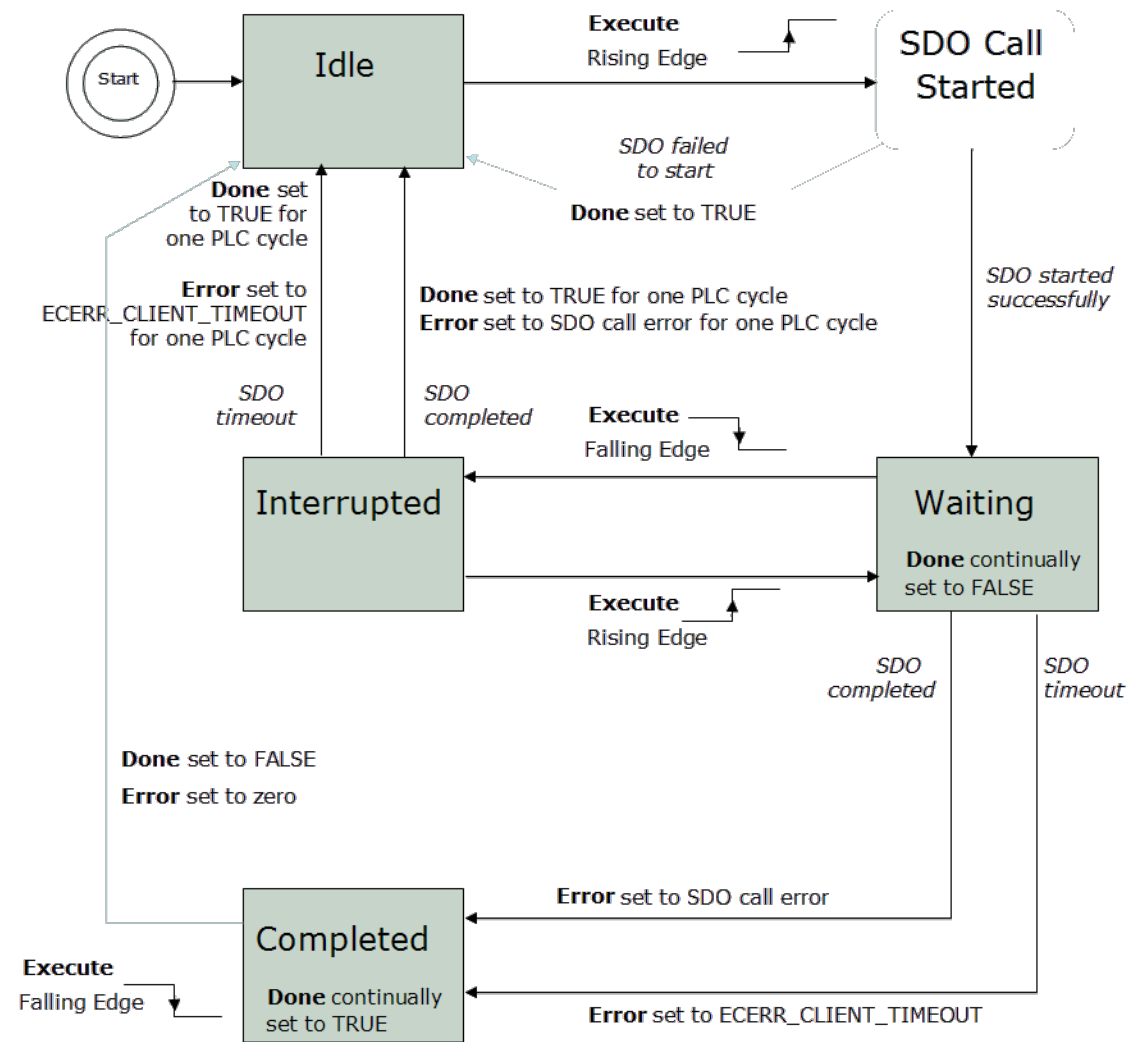 Execute
Rising Edge
SDO Call
Started
Idle
Start
SDO failed
to start
Done set to TRUE
Done set
to TRUE for
one PLC cycle
Error set to
ECERR_CLIENT_TIMEOUT
for one PLC cycle
Done set to TRUE for one PLC cycle
Error set to SDO call error for one PLC cycle
SDO started
successfully
SDO
timeout
SDO
completed
Execute
Falling Edge
Interrupted
Waiting
Done continually
set to FALSE
Execute
Rising Edge
SDO
completed
SDO
timeout
Done set to FALSE
Error set to zero
Error set to SDO call error
Completed
Done continually
set to TRUE
Execute
Falling Edge
Error set to ECERR_CLIENT_TIMEOUT